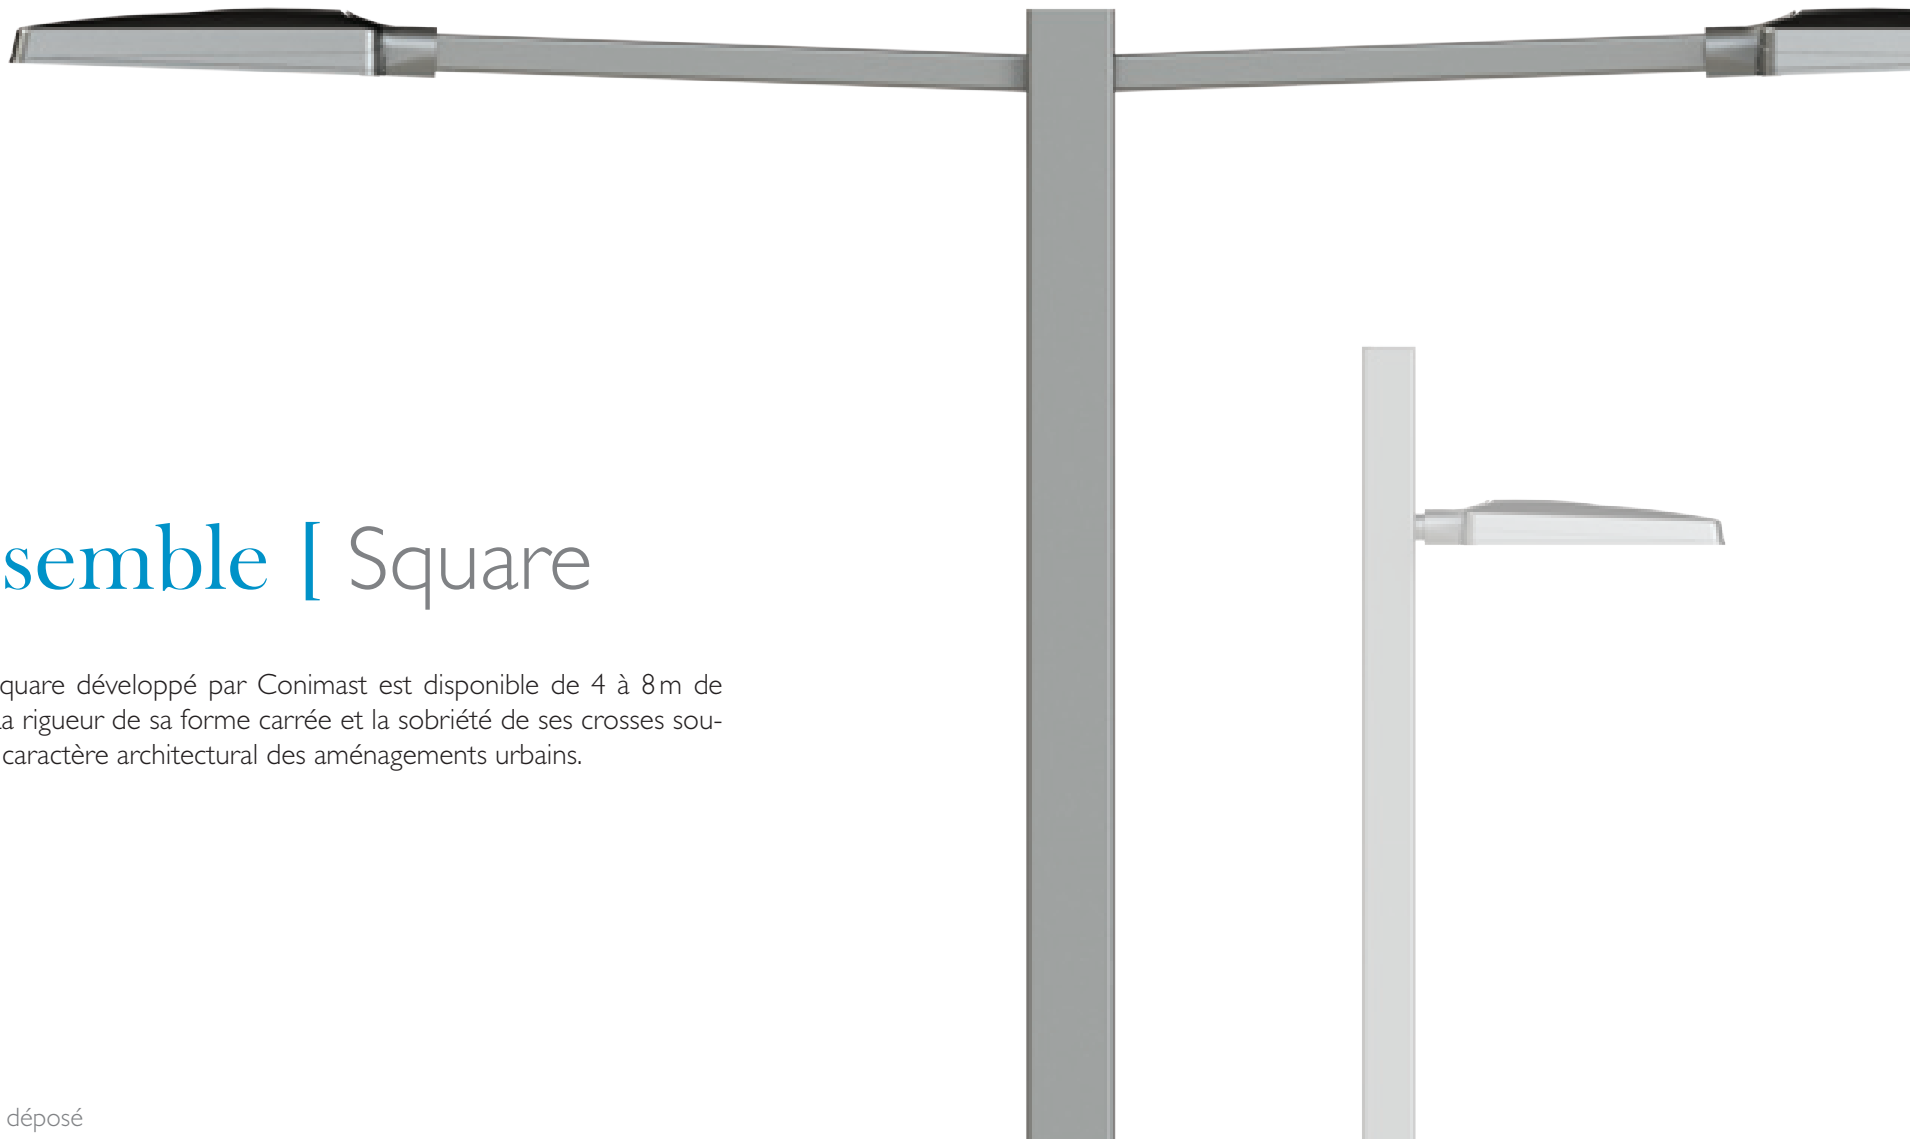 semble [ Square
quare développé par Conimast est disponible de 4 à 8 m de
a rigueur de sa forme carrée et la sobriété de ses crosses sou-
caractère architectural des aménagements urbains.
déposé